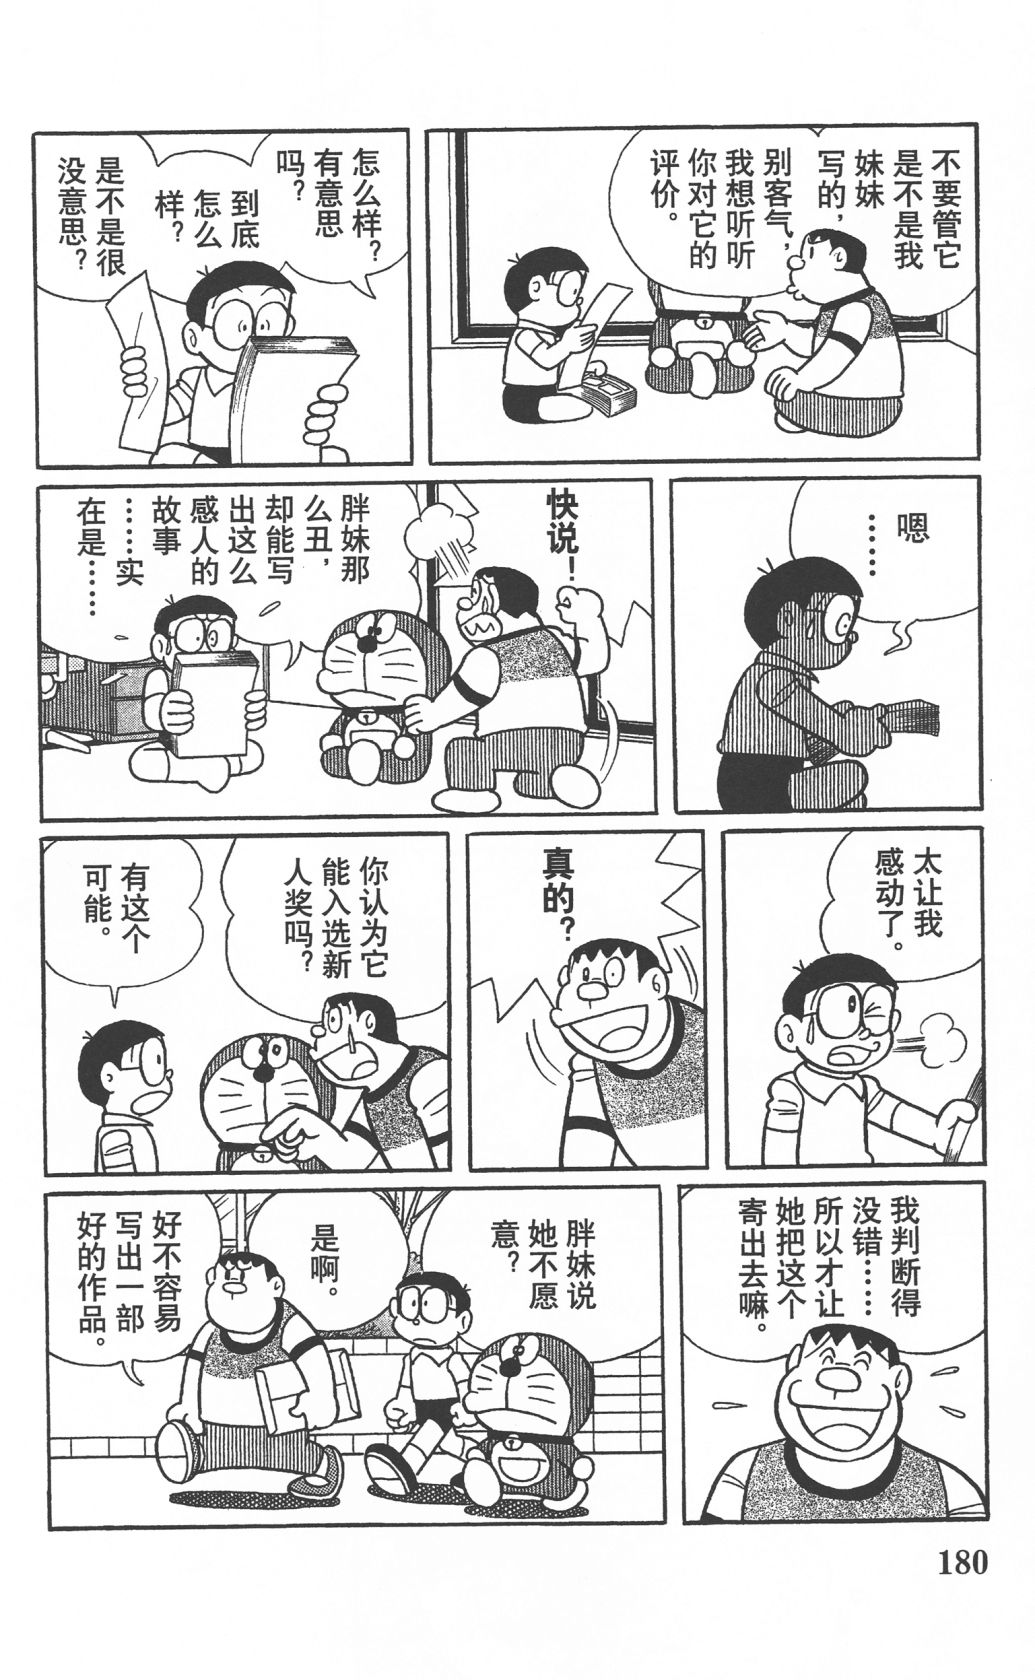 不要管它
是不是我
妹妹
写的，
别客气，
我想听听
你对它的
评价。
怎么样？
有意思
吗？
到底
怎么
样？
是不是很
没意思？
嗯
……
快说！
胖妹那
么丑，
却能写
出这么
感人的
故事
……实
在是……
太让我
感动了。
真的？
你认为它
能入选新
人奖吗？
有这个
可能。
我判断得
没错……
所以才让
她把这个
寄出去嘛。
胖妹说
她不愿
意？
是啊。
好不容易
写出一部
好的作品。
180